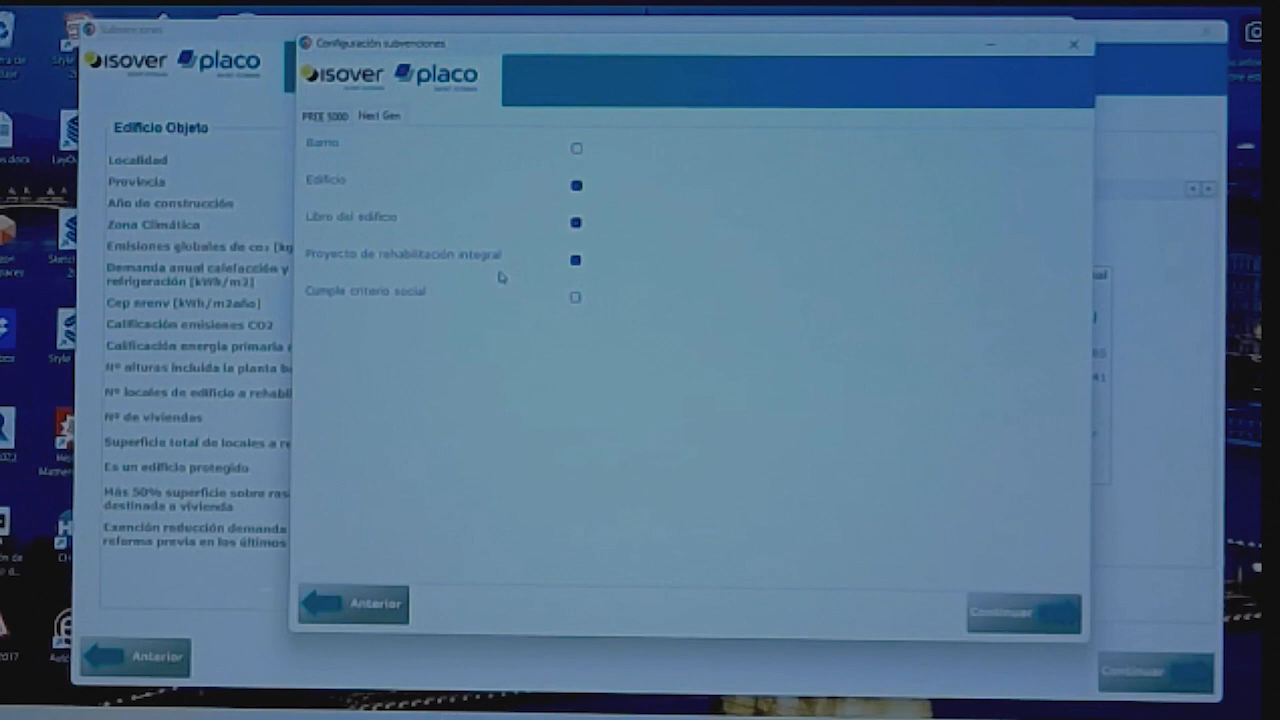 Subvenciones
isover placo
Edificio Objeto
Localidad
Provincia
Año de construcción
Zona Climática
Emisiones globales de co2 [kg
Demanda anual calefacción y
refrigeración [kWh/m2]
Cep nrenv [kWh/m2año]
Calificación emisiones CO2
Calificación energia primaria
Nº alturas incluida la planta b
Nº locales de edificio a rehabil
Nº de viviendas
Superficie total de locales a re
Es un edificio protegido
Más 50% superficie sobre ras
destinada a vivienda
Exención reducción demanda
reforma previa en los últimos
Anterior
Continuar
Configuración subvenciones
isover placo
PREE 5000 Next Gen
Barrio
Edificio
Libro del edificio
Proyecto de rehabilitación integral
Cumple criterio social
Anterior
Continuar